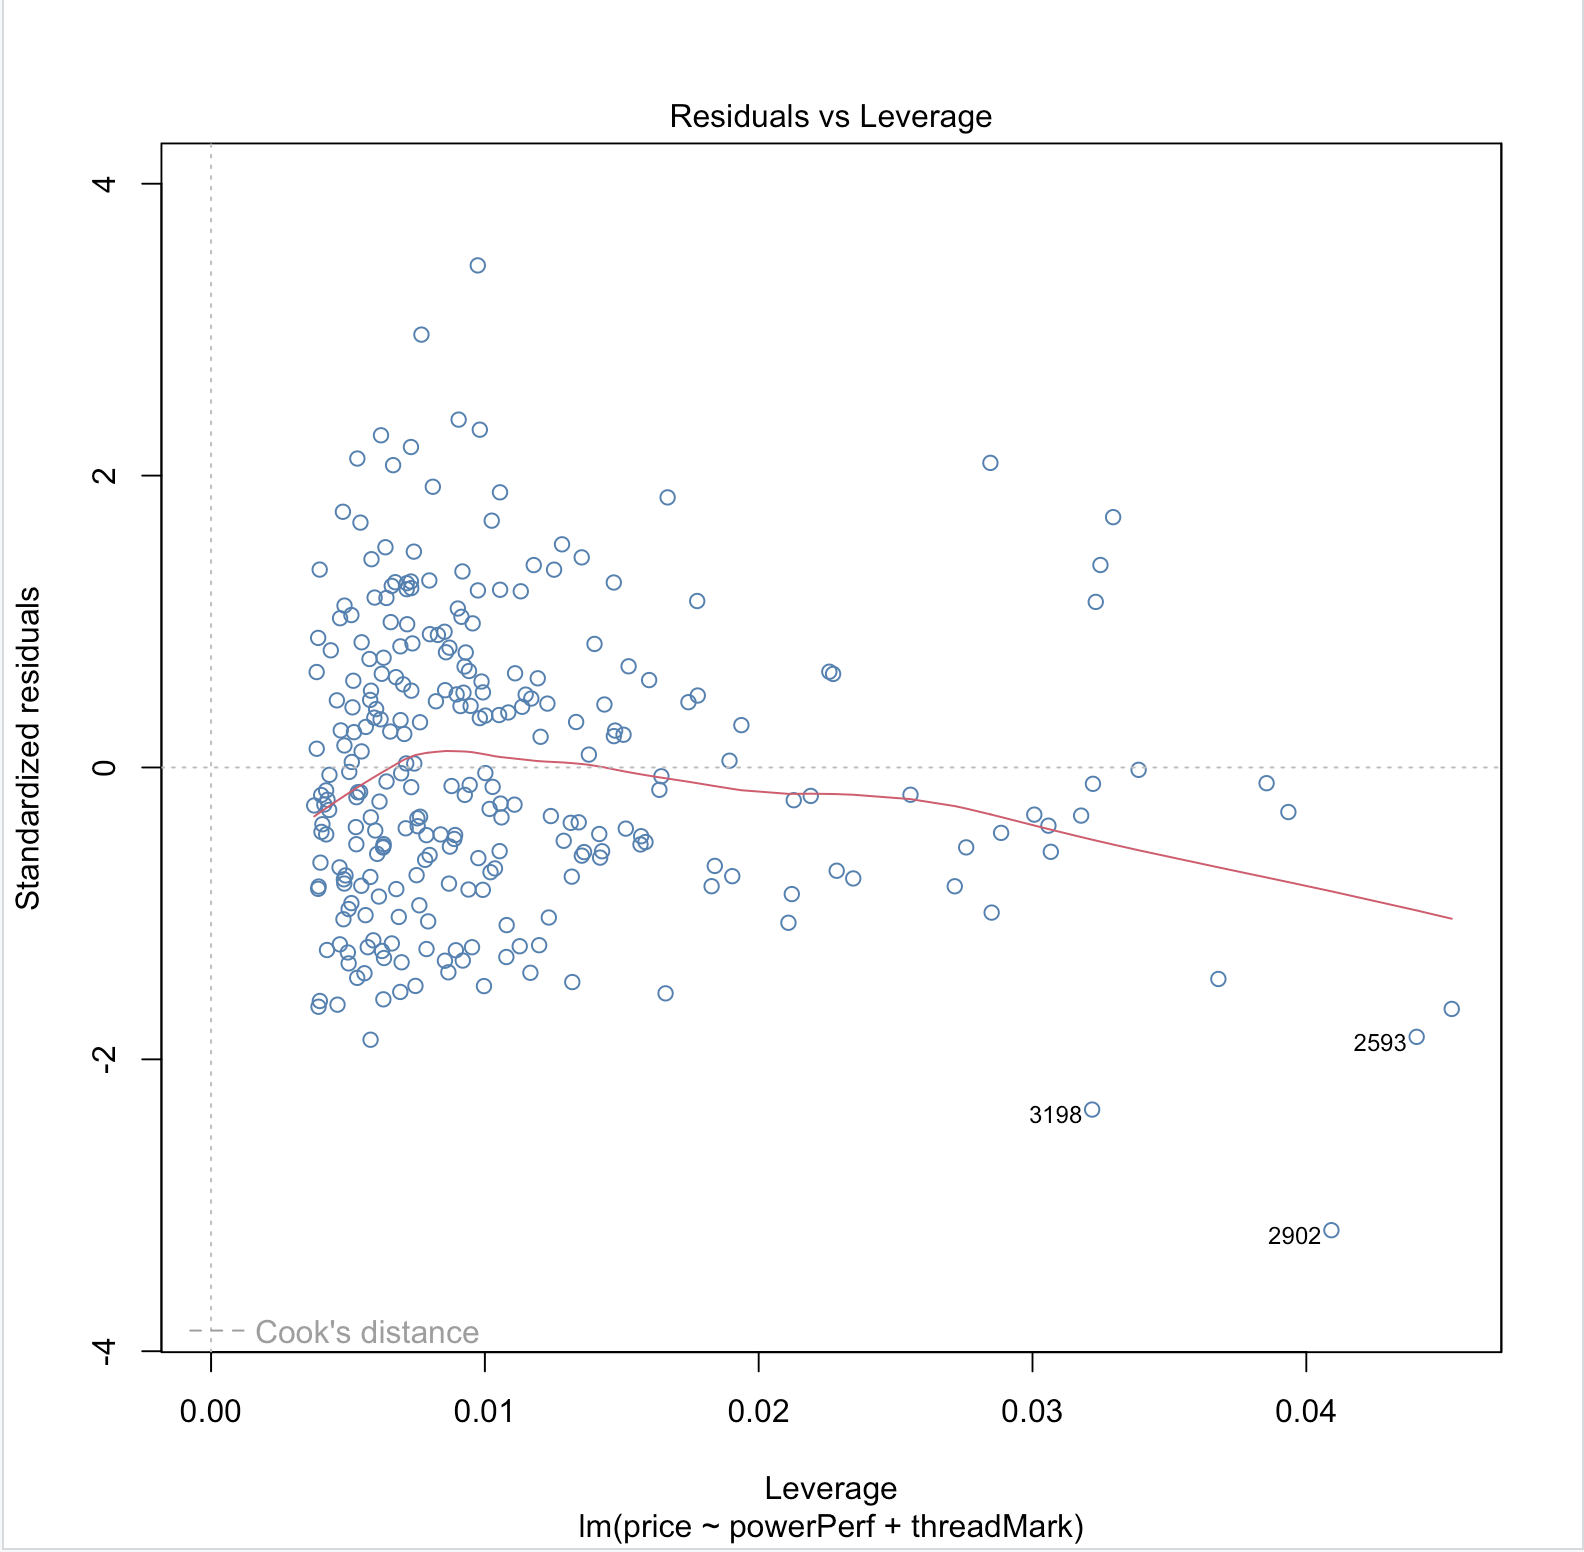 Residuals vs Leverage
4
2
0
-2
-4
Standardized residuals
2593
3198
2902
Cook's distance
0.00 0.01 0.02 0.03 0.04
Leverage
lm(price ~ powerPerf + threadMark)